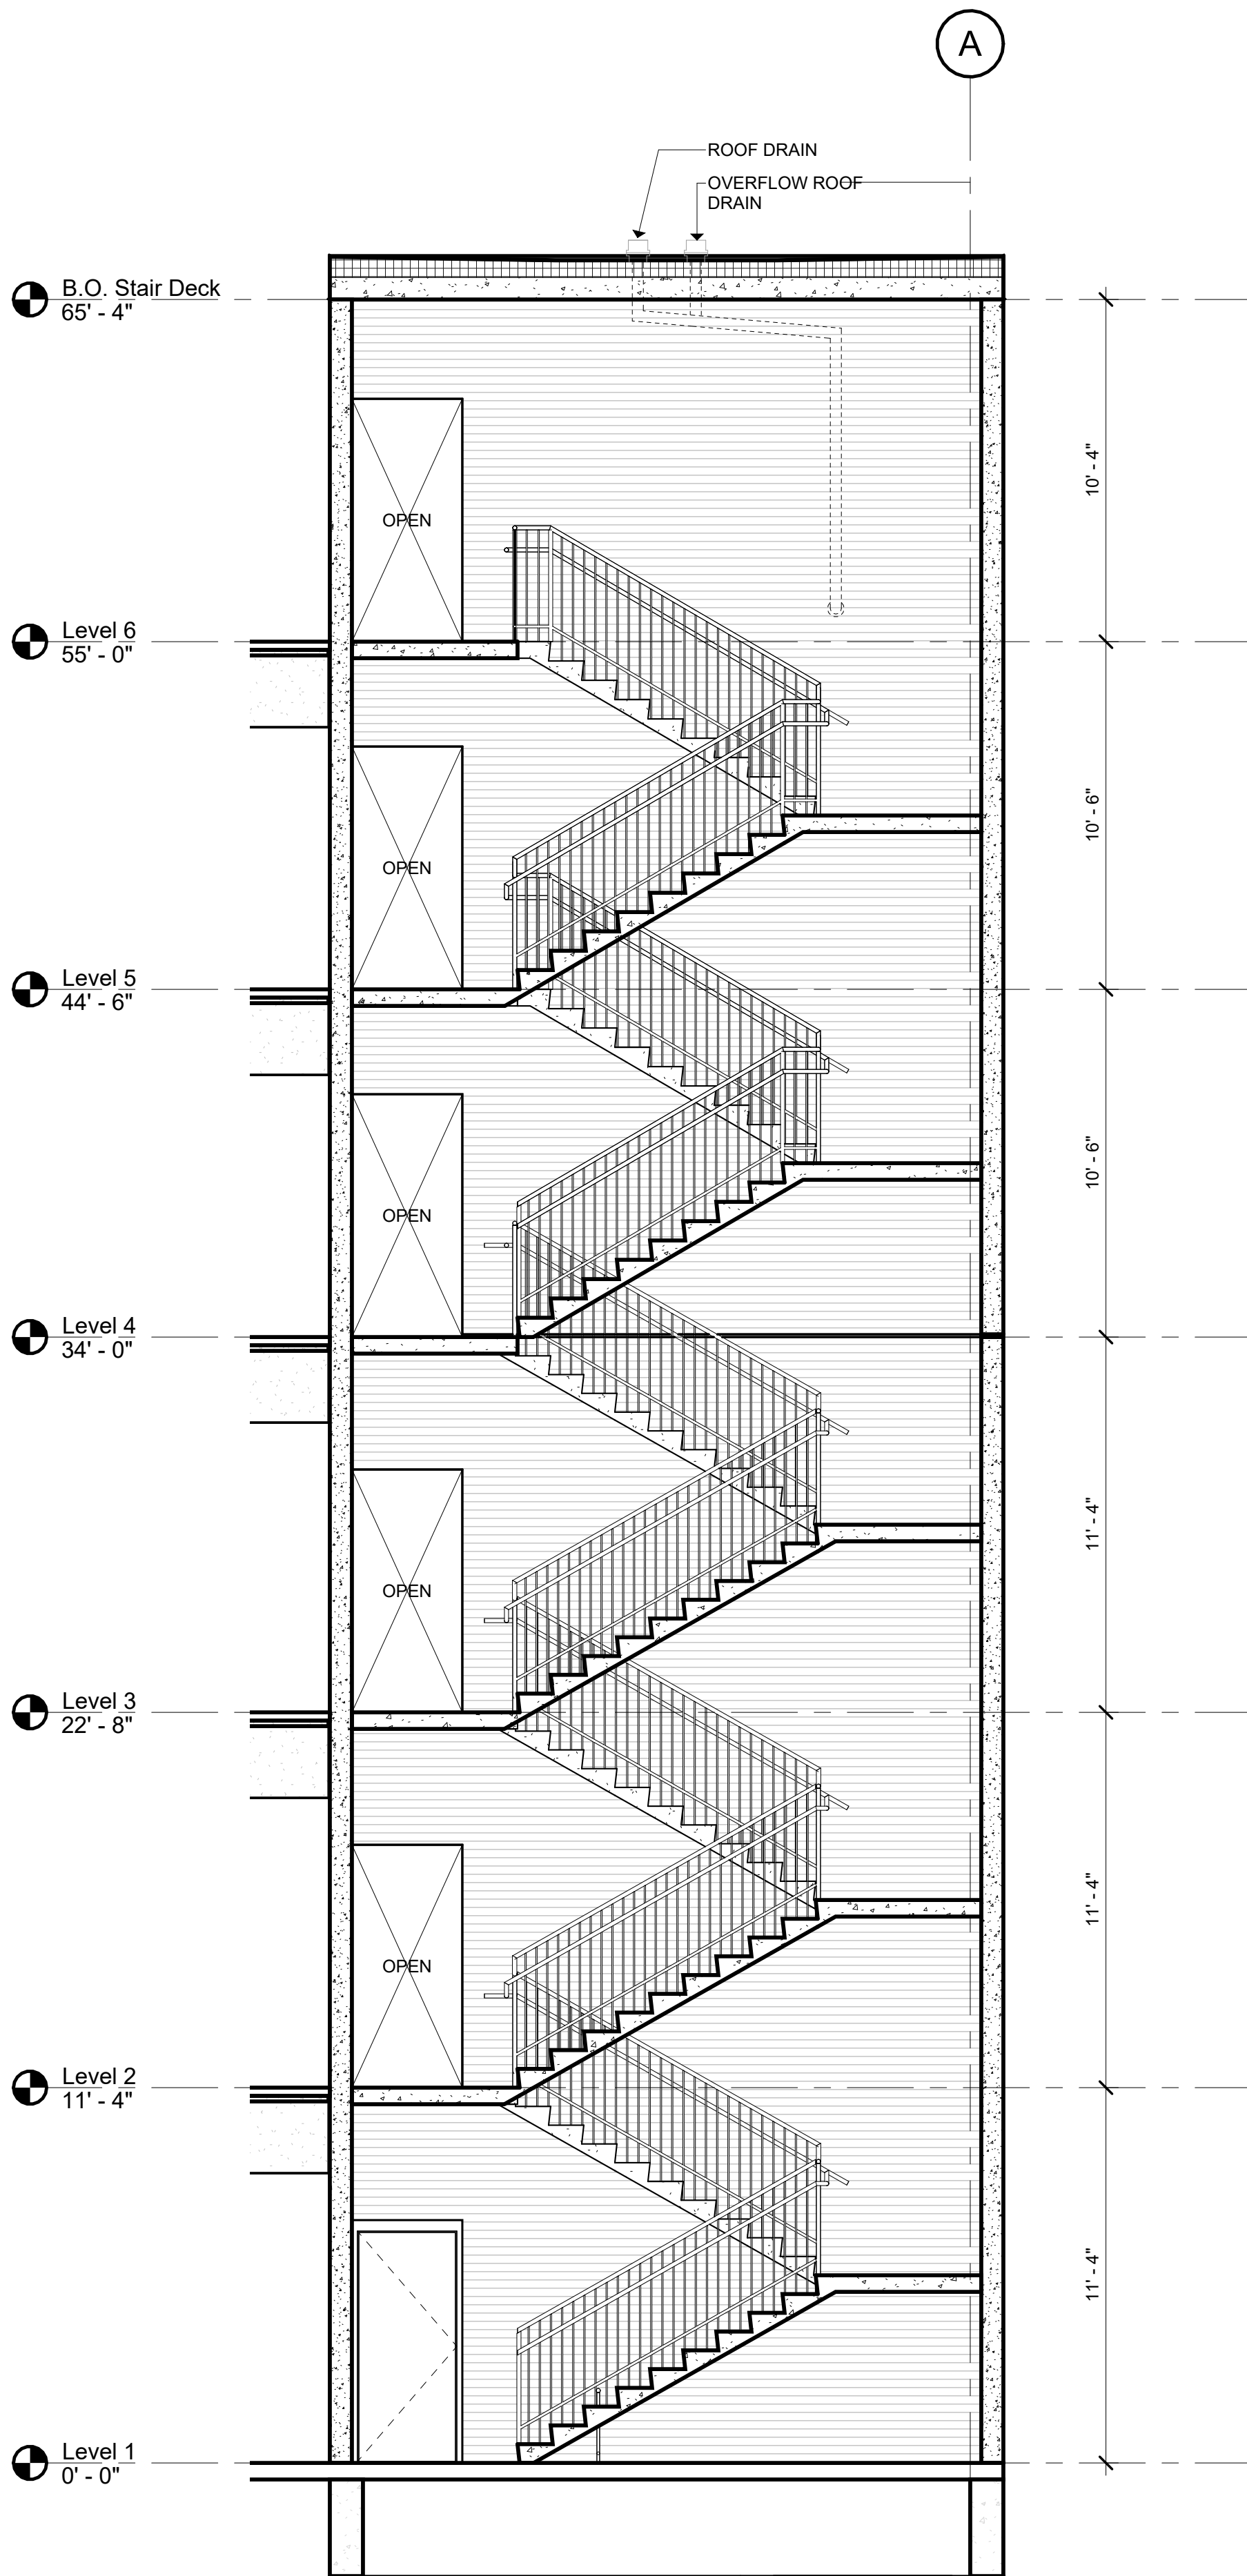 A
ROOF DRAIN
OVERFLOW ROOF
DRAIN
B.O. Stair Deck
65' - 4"
10' - 4"
OPEN
Level 6
55' - 0"
10' - 6"
OPEN
Level 5
44' - 6"
10' - 6"
OPEN
Level 4
34' - 0"
11' - 4"
OPEN
Level 3
22' - 8"
11' - 4"
OPEN
Level 2
11' - 4"
11' - 4"
Level 1
0' - 0"